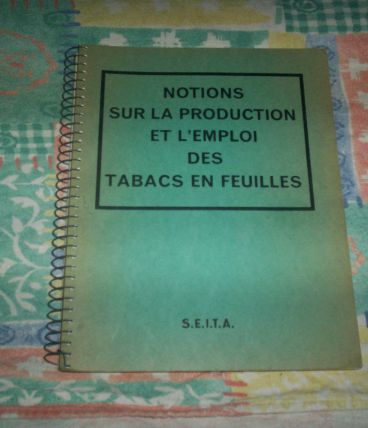 NOTIONS
SUR LA PRODUCTION
ET L'EMPLOI
DES
TABACS EN FEUILLES
S.E.I.T.A.